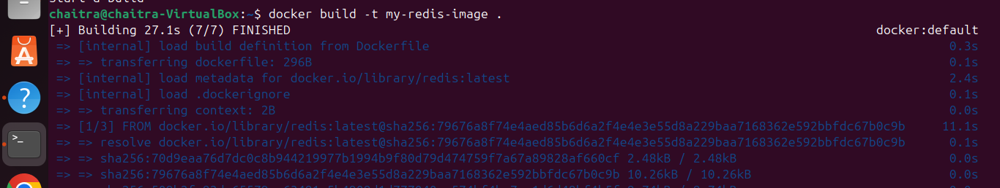 chaitra@chaitra-VirtualBox:~$ docker build -t my-redis-image .
[+] Building 27.1s (7/7) FINISHED docker:default
=> [internal] load build definition from Dockerfile 0.3s
=> => transferring dockerfile: 296B 0.1s
=> [internal] load metadata for docker.io/library/redis:latest 2.4s
=> [internal] load .dockerignore 0.1s
=> => transferring context: 2B 0.0s
=> [1/3] FROM docker.io/library/redis:latest@sha256:79676a8f74e4aed85b6d6a2f4e4e3e55d8a229baa7168362e592bbfdc67b0c9b 11.1s
=> => resolve docker.io/library/redis:latest@sha256:79676a8f74e4aed85b6d6a2f4e4e3e55d8a229baa7168362e592bbfdc67b0c9b 0.1s
=> => sha256:70d9eaa76d7dc0c8b944219977b1994b9f80d79d474759f7a67a89828af660cf 2.48kB / 2.48kB 0.0s
=> => sha256:79676a8f74e4aed85b6d6a2f4e4e3e55d8a229baa7168362e592bbfdc67b0c9b 10.26kB / 10.26kB 0.0s